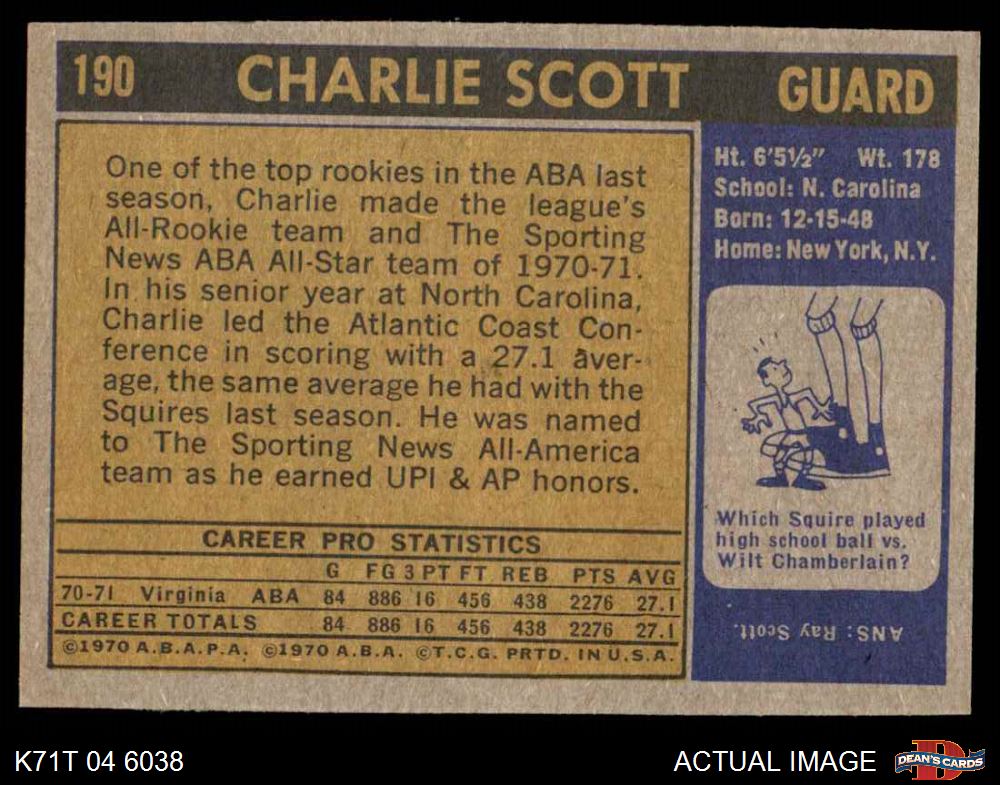 190 CHARLIE SCOTT GUARD
One of the top rookies in the ABA last
season, Charlie made the league's
All-Rookie team and The Sporting
News ABA All-Star team of 1970-71.
In his senior year at North Carolina,
Charlie led the Atlantic Coast Con-
ference in scoring with a 27.1 aver-
age, the same average he had with the
Squires last season. He was named
to The Sporting News All-America
team as he earned UPI & AP honors.
Ht. 6'5½" Wt. 178
School: N. Carolina
Born: 12-15-48
Home: New York, N.Y.
Which Squire played
high school ball vs.
Wilt Chamberlain?
ANS: Ray Scott.
CAREER PRO STATISTICS
G FG 3 PT FT REB PTS AVG
70-71 Virginia ABA 84 886 16 456 438 2276 27.1
CAREER TOTALS 84 886 16 456 438 2276 27.1
©1970 A.B.A.P.A. ©1970 A.B.A. ©T.C.G. PRTD. IN U.S.A.
K71T 04 6038
ACTUAL IMAGE
D
DEAN'S CARDS